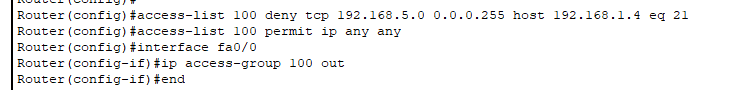 Router(config)#
Router(config)#access-list 100 deny tcp 192.168.5.0 0.0.0.255 host 192.168.1.4 eq 21
Router(config)#access-list 100 permit ip any any
Router(config)#interface fa0/0
Router(config-if)#ip access-group 100 out
Router(config-if)#end